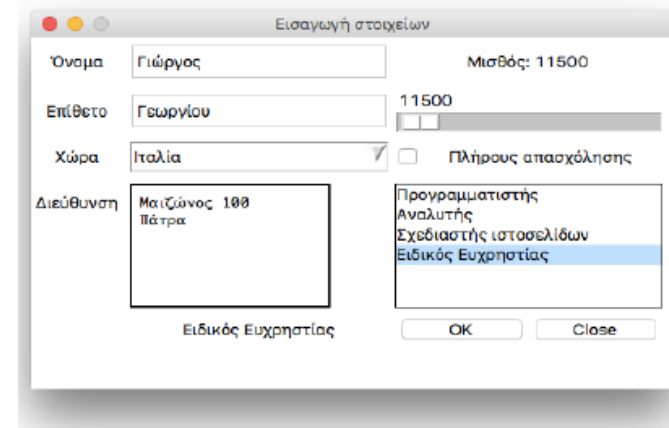 Εισαγωγή στοιχείων
Όνομα Γιώργος Μισθός: 11500
Επίθετο Γεωργίου 11500
Χώρα Ιταλία Πλήρους απασχόλησης
Διεύθυνση
Μαιζώνος 100
Πάτρα
Προγραμματιστής
Αναλυτής
Σχεδιαστής ιστοσελίδων
Ειδικός Ευχρηστίας
Ειδικός Ευχρηστίας OK Close